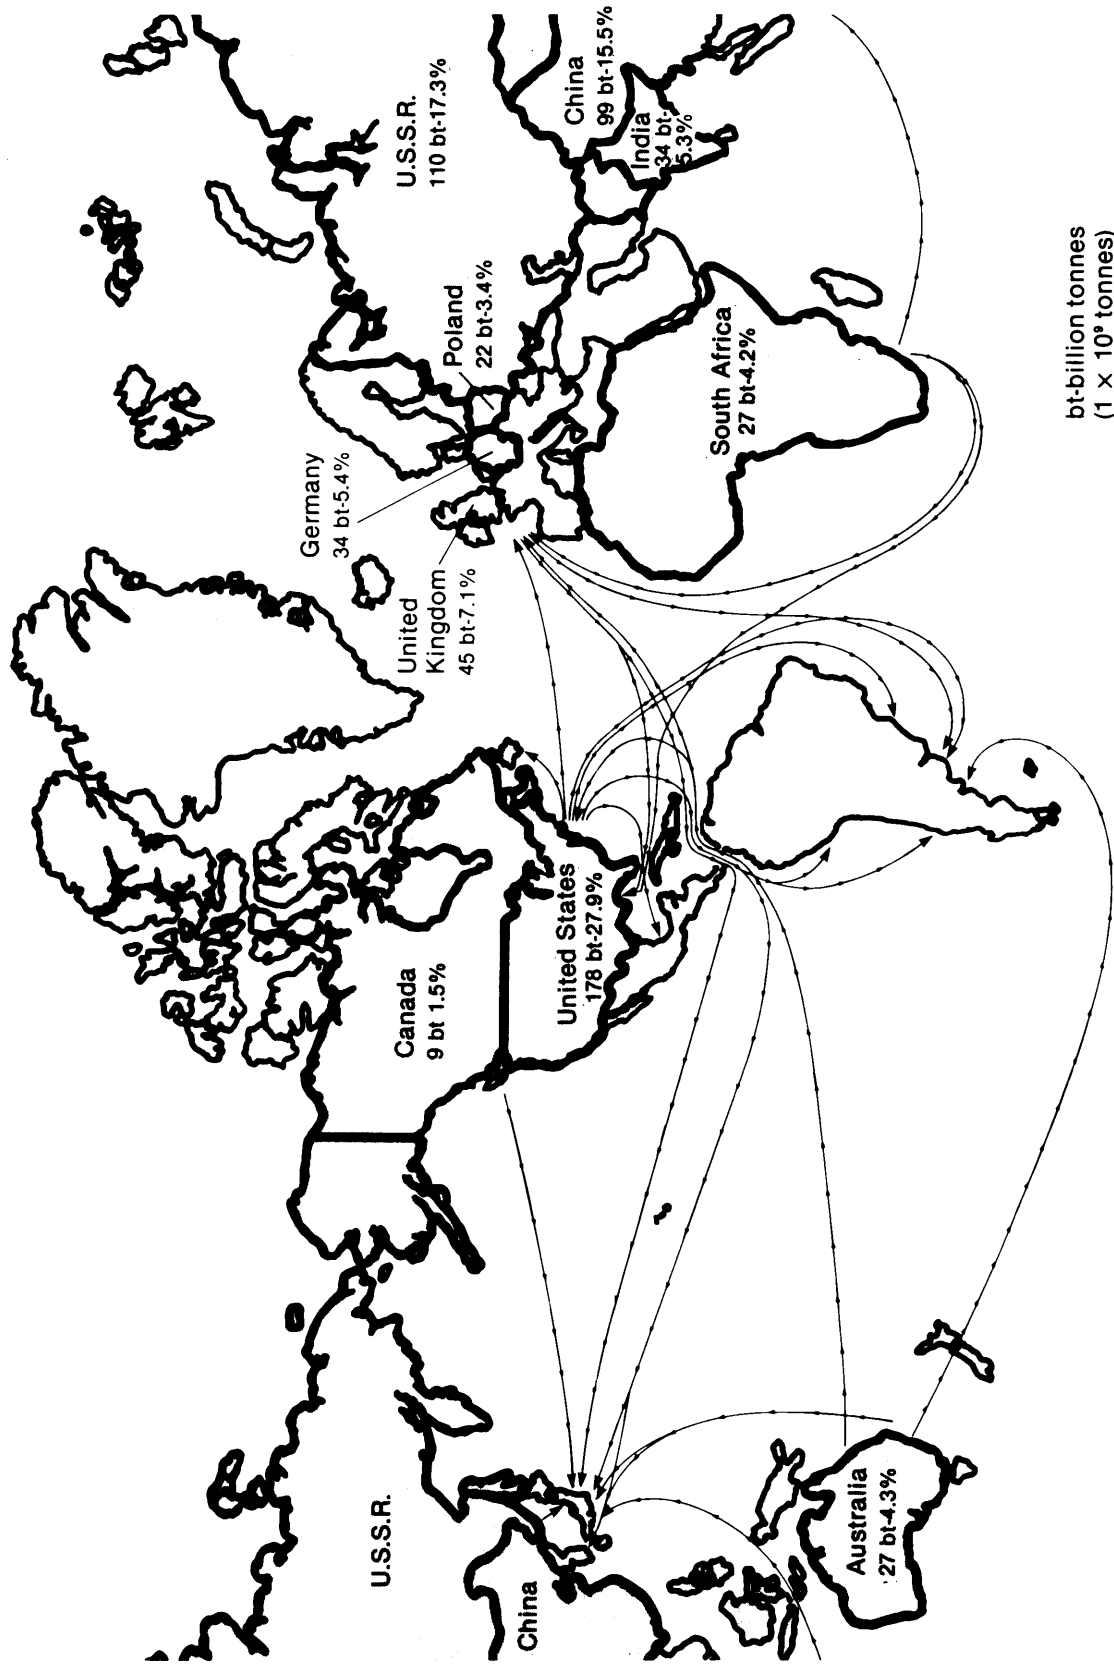 U.S.S.R.
China
Australia
27 bt-4.3%
Canada
9 bt 1.5%
United States
178 bt-27.9%
United
Kingdom
45 bt-7.1%
Germany
34 bt-5.4%
Poland
22 bt-3.4%
South Africa
27 bt-4.2%
U.S.S.R.
110 bt-17.3%
China
99 bt-15.5%
India
34 bt-
5.3%
bt-billion tonnes
(1 × 10⁹ tonnes)